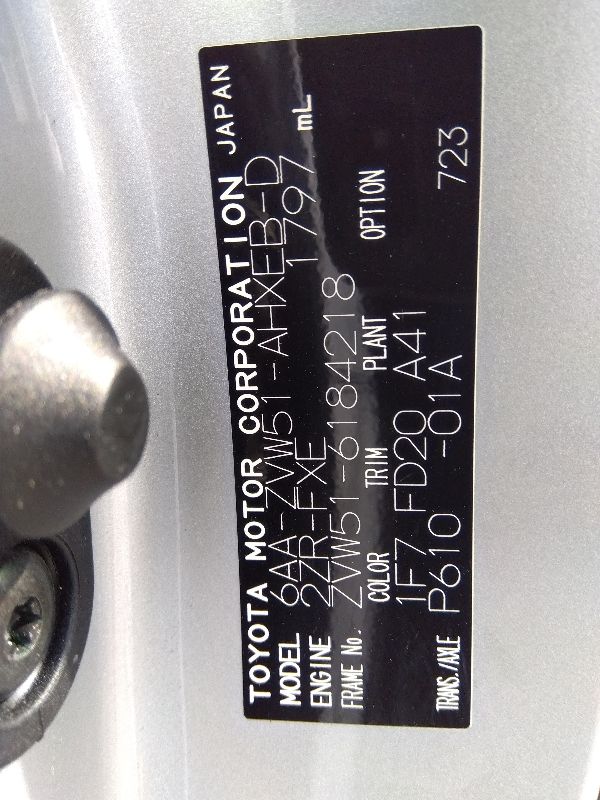 TOYOTA MOTOR CORPORATION JAPAN
MODEL 6AA-ZVW51-AHXEB-D
ENGINE 2ZR-FXE 1797 mL
FRAME No. ZVW51-6184218
COLOR TRIM PLANT OPTION
1F7 FD20 A41
TRANS./AXLE P610 -01A 723